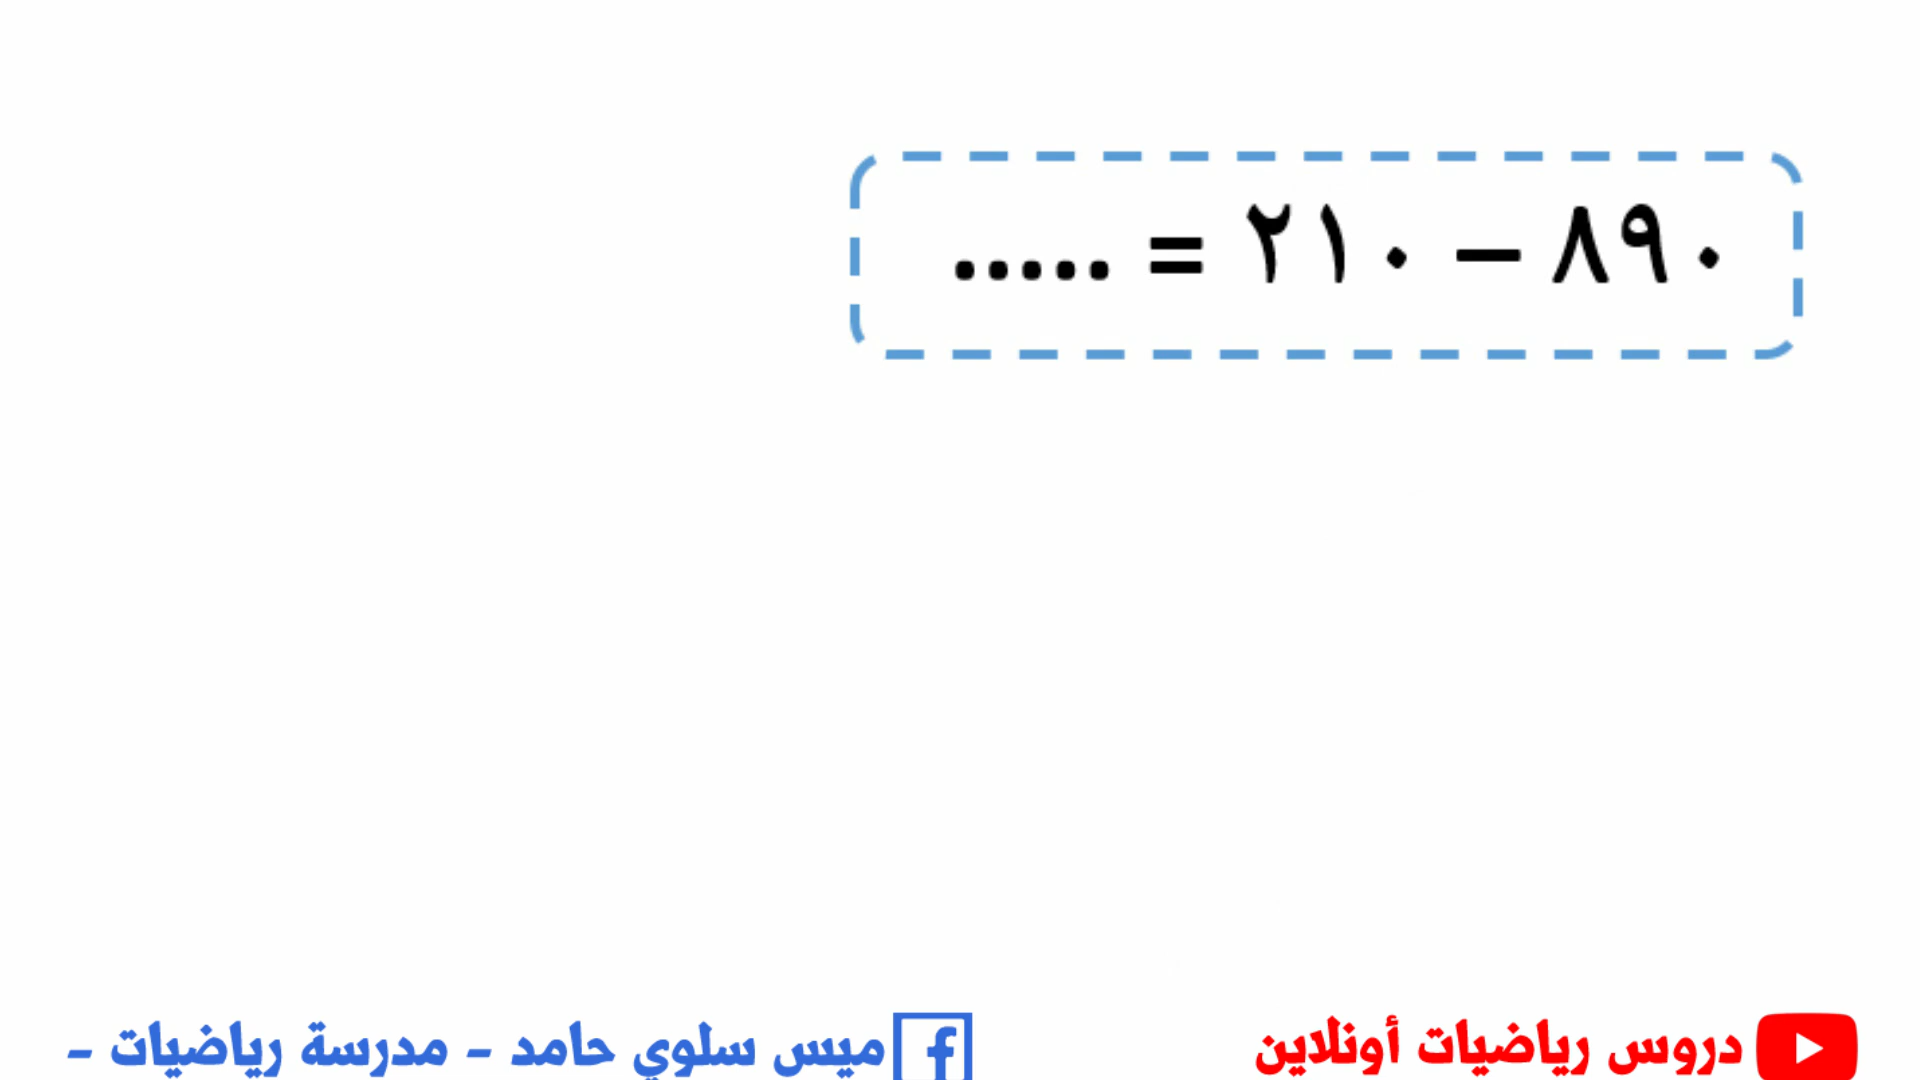 ٨٩٠ – ٢١٠ = .....
دروس رياضيات أونلاين
ميس سلوي حامد - مدرسة رياضيات -